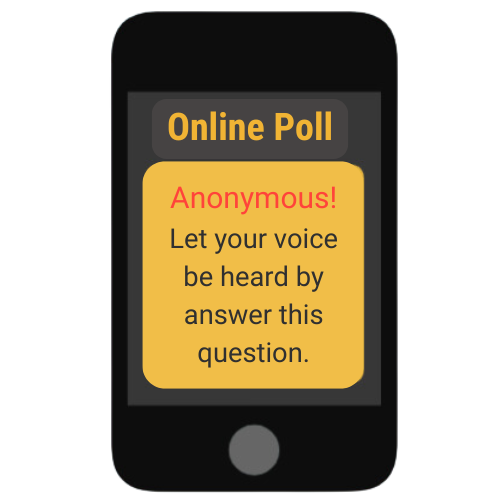 Online Poll
Anonymous!
Let your voice
be heard by
answer this
question.